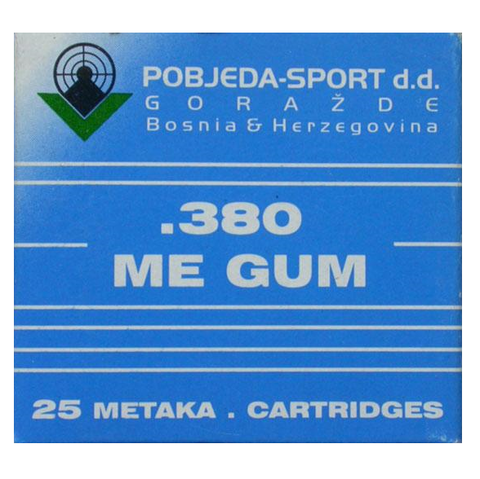 POBJEDA-SPORT d.d.
GORAŽDE
Bosnia & Herzegovina
.380
ME GUM
25 METAKA . CARTRIDGES